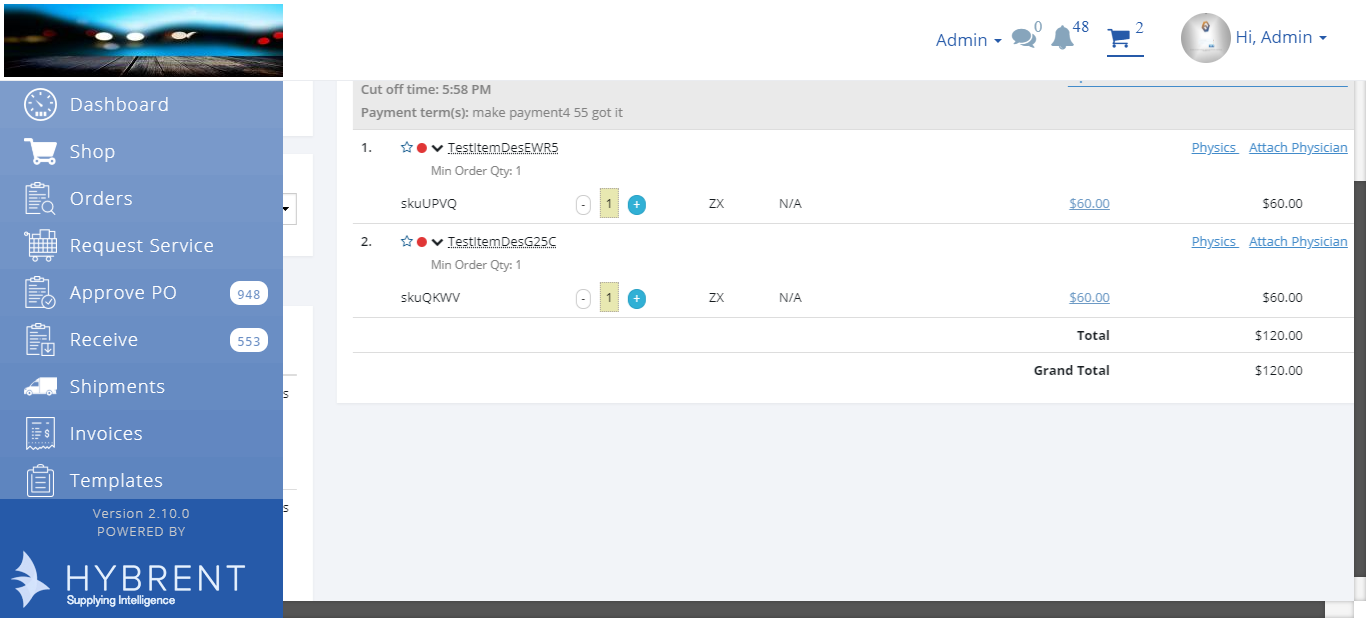 Admin 0 48 2 Hi, Admin
Dashboard
Shop
Orders
Request Service
Approve PO 948
Receive 553
Shipments
Invoices
Templates
Version 2.10.0
POWERED BY
HYBRENT
Supplying Intelligence
s
s
Cut off time: 5:58 PM
Payment term(s): make payment4 55 got it
1. TestItemDesEWR5 Physics Attach Physician
Min Order Qty: 1
skuUPVQ - 1 + ZX N/A $60.00 $60.00
2. TestItemDesG25C Physics Attach Physician
Min Order Qty: 1
skuQKWV - 1 + ZX N/A $60.00 $60.00
Total $120.00
Grand Total $120.00